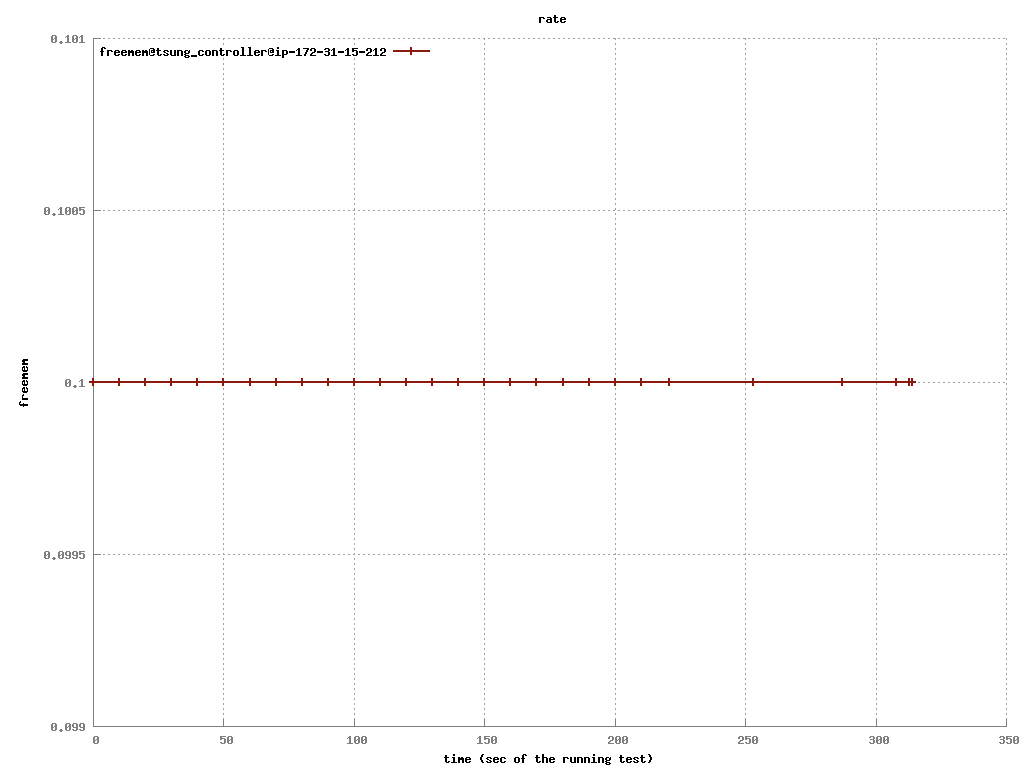 rate
0.101
freemem@tsung_controller@ip-172-31-15-212
0.1005
freemem
0.1
0.0995
0.099
0 50 100 150 200 250 300 350
time (sec of the running test)